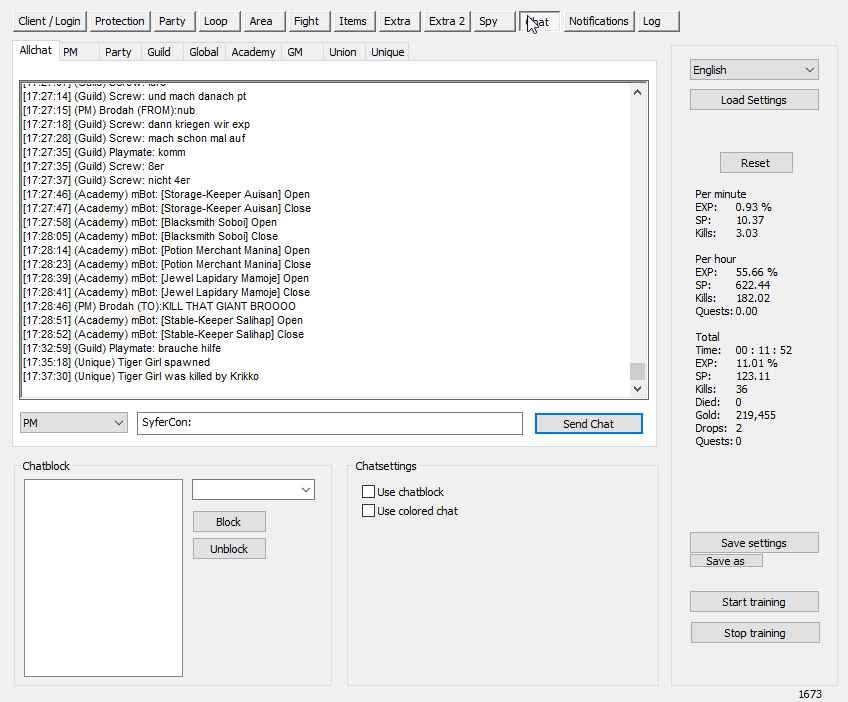 Client / Login Protection Party Loop Area Fight Items Extra Extra 2 Spy Chat Notifications Log
Allchat PM Party Guild Global Academy GM Union Unique
[17:27:14] (Guild) Screw: und mach danach pt
[17:27:15] (PM) Brodah (FROM):nub
[17:27:18] (Guild) Screw: dann kriegen wir exp
[17:27:28] (Guild) Screw: mach schon mal auf
[17:27:35] (Guild) Playmate: komm
[17:27:35] (Guild) Screw: 8er
[17:27:37] (Guild) Screw: nicht 4er
[17:27:46] (Academy) mBot: [Storage-Keeper Auisan] Open
[17:27:47] (Academy) mBot: [Storage-Keeper Auisan] Close
[17:27:58] (Academy) mBot: [Blacksmith Soboi] Open
[17:28:05] (Academy) mBot: [Blacksmith Soboi] Close
[17:28:14] (Academy) mBot: [Potion Merchant Manina] Open
[17:28:23] (Academy) mBot: [Potion Merchant Manina] Close
[17:28:39] (Academy) mBot: [Jewel Lapidary Mamoje] Open
[17:28:41] (Academy) mBot: [Jewel Lapidary Mamoje] Close
[17:28:46] (PM) Brodah (TO):KILL THAT GIANT BROOOO
[17:28:51] (Academy) mBot: [Stable-Keeper Salihap] Open
[17:28:52] (Academy) mBot: [Stable-Keeper Salihap] Close
[17:32:59] (Guild) Playmate: brauche hilfe
[17:35:18] (Unique) Tiger Girl spawned
[17:37:30] (Unique) Tiger Girl was killed by Krikko
PM SyferCon: Send Chat
Chatblock
Block
Unblock
Chatsettings
Use chatblock
Use colored chat
English
Load Settings
Reset
Per minute
EXP: 0.93 %
SP: 10.37
Kills: 3.03
Per hour
EXP: 55.66 %
SP: 622.44
Kills: 182.02
Quests: 0.00
Total
Time: 00 : 11 : 52
EXP: 11.01 %
SP: 123.11
Kills: 36
Died: 0
Gold: 219,455
Drops: 2
Quests: 0
Save settings
Save as
Start training
Stop training
1673